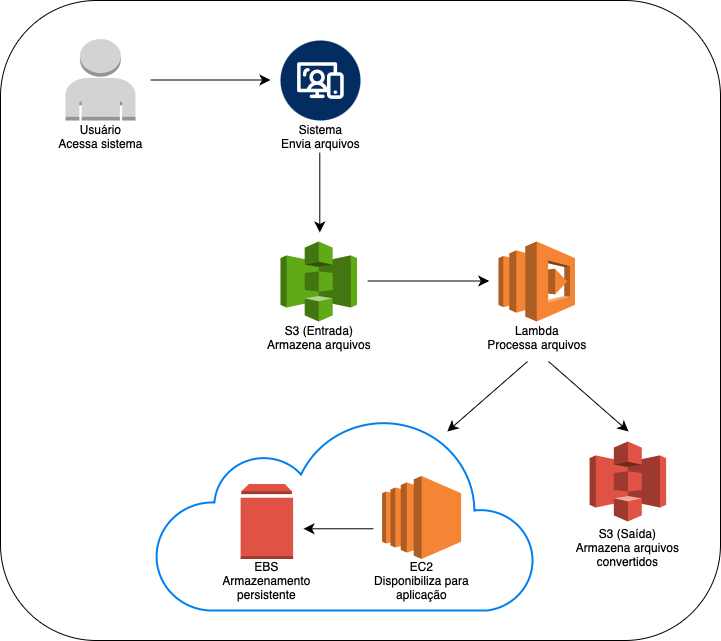 Usuário
Acessa sistema
Sistema
Envia arquivos
S3 (Entrada)
Armazena arquivos
Lambda
Processa arquivos
EBS
Armazenamento
persistente
EC2
Disponibiliza para
aplicação
S3 (Saída)
Armazena arquivos
convertidos